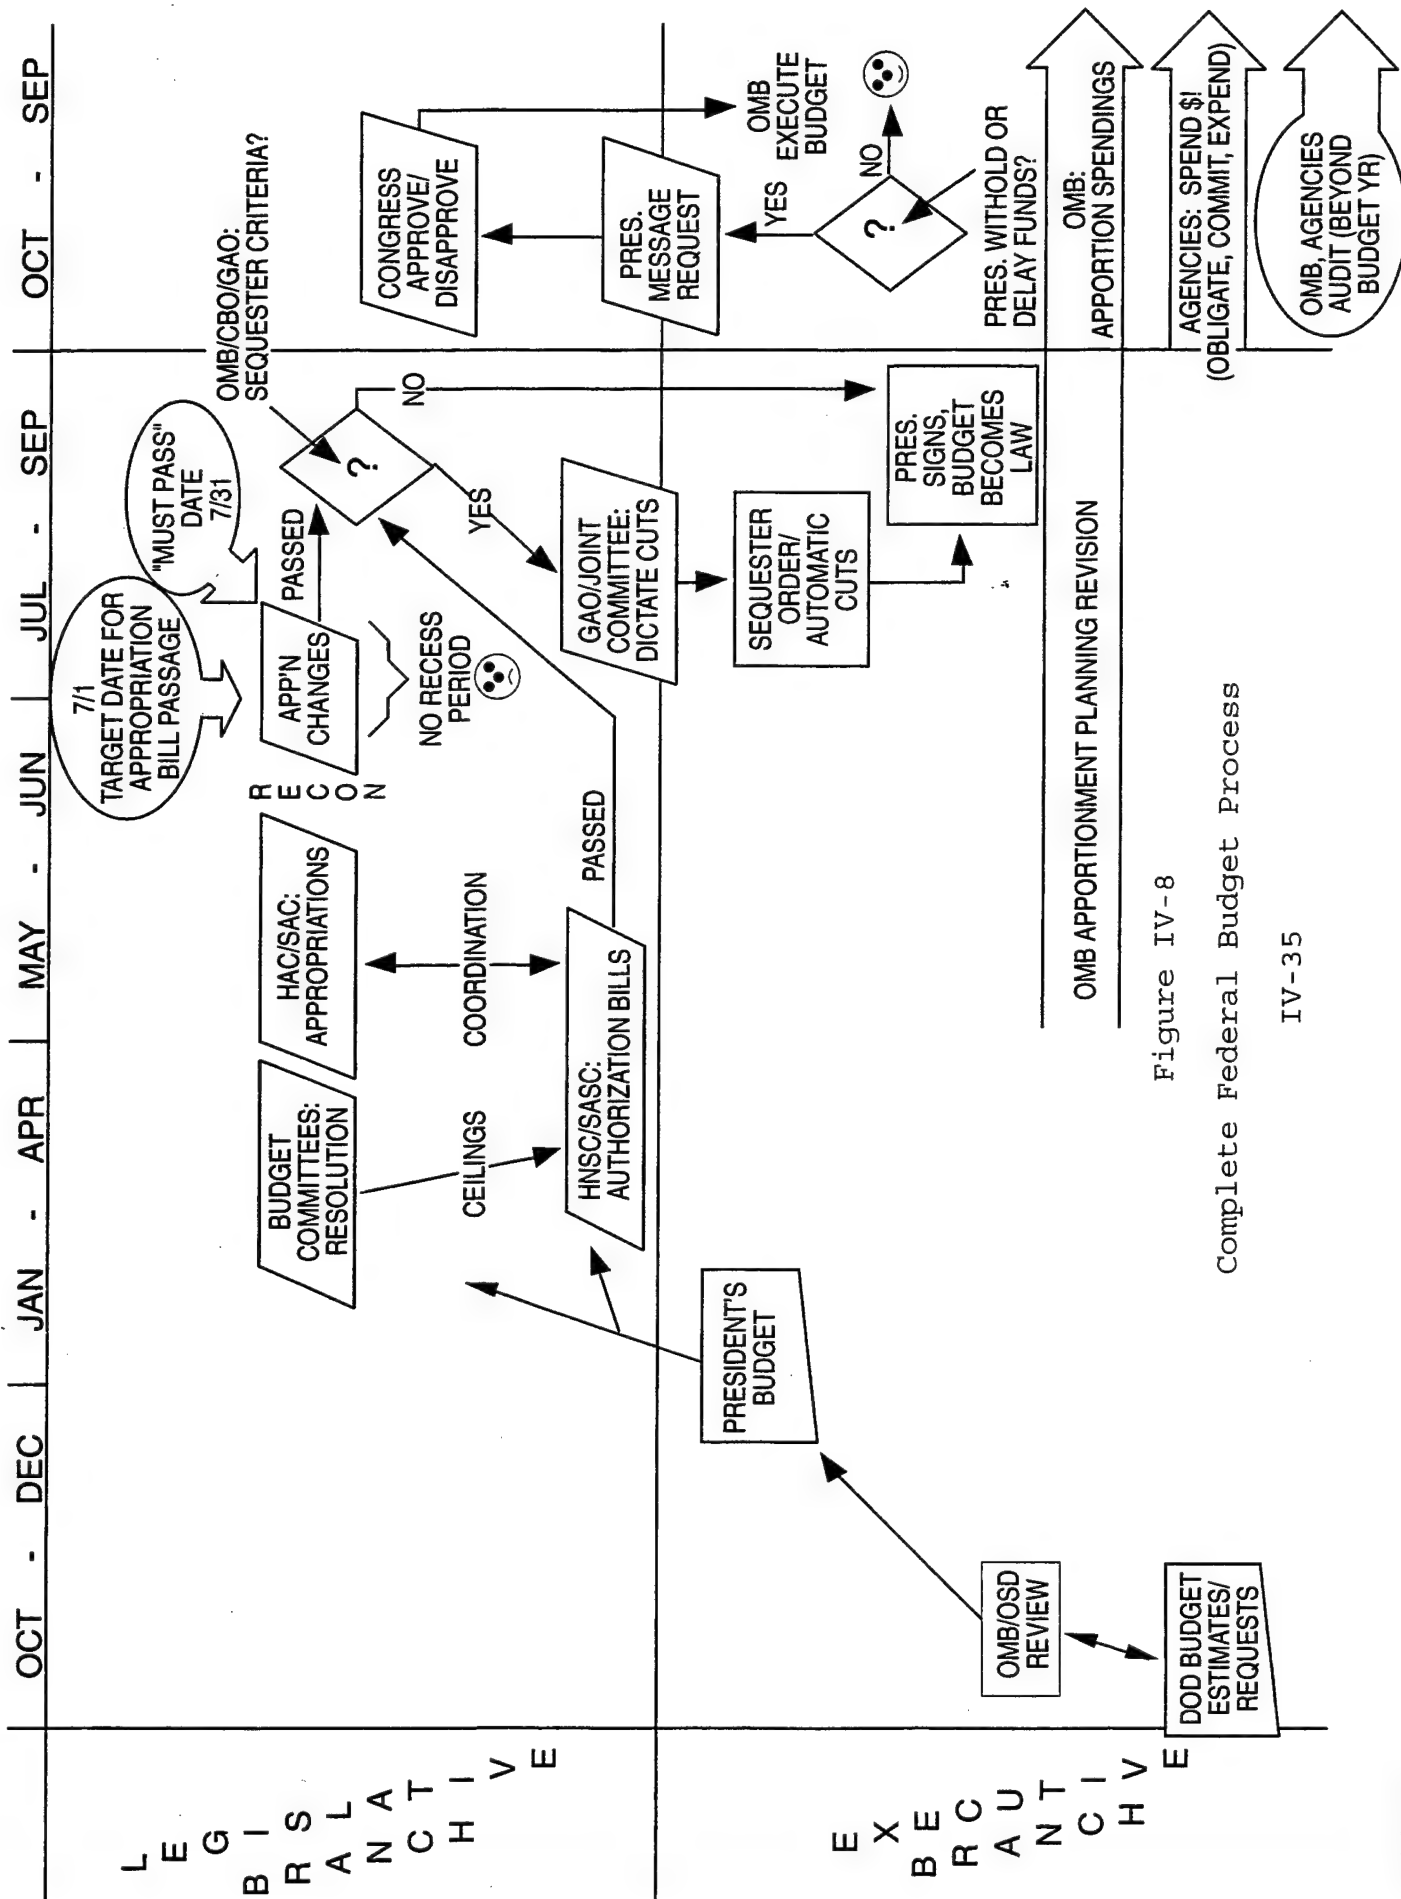 OCT - DEC | JAN - APR | MAY - JUN | JUL - SEP OCT - SEP
LEGISLATIVE
BRANCH
7/1
TARGET DATE FOR
APPROPRIATION
BILL PASSAGE
"MUST PASS"
DATE
7/31
OMB/CBO/GAO:
SEQUESTER CRITERIA?
BUDGET
COMMITTEES:
RESOLUTION
HAC/SAC:
APPROPRIATIONS
RECON
APP'N
CHANGES
PASSED
?
NO
YES
NO RECESS
PERIOD
CEILINGS
COORDINATION
HNSC/SASC:
AUTHORIZATION BILLS
PASSED
GAO/JOINT
COMMITTEE:
DICTATE CUTS
CONGRESS
APPROVE/
DISAPPROVE
PRES.
MESSAGE
REQUEST
EXECUTIVE
BRANCH
PRESIDENT'S
BUDGET
SEQUESTER
ORDER/
AUTOMATIC
CUTS
PRES.
SIGNS,
BUDGET
BECOMES
LAW
OMB
EXECUTE
BUDGET
YES
NO
?
PRES. WITHOLD OR
DELAY FUNDS?
OMB/OSD
REVIEW
DOD BUDGET
ESTIMATES/
REQUESTS
OMB APPORTIONMENT PLANNING REVISION
OMB:
APPORTION SPENDINGS
AGENCIES: SPEND $!
(OBLIGATE, COMMIT, EXPEND)
OMB, AGENCIES
AUDIT (BEYOND
BUDGET YR)
Figure IV-8
Complete Federal Budget Process
IV-35